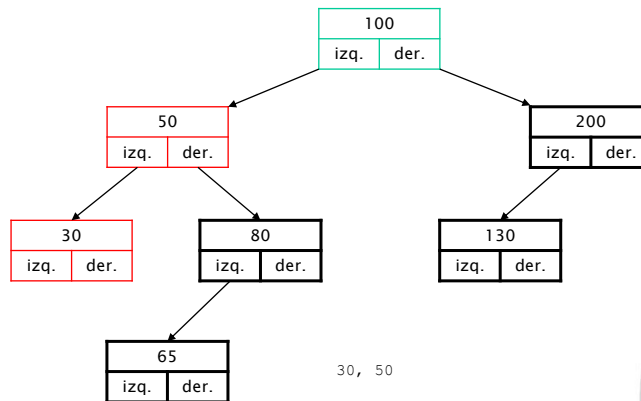 100
izq. der.
50
izq. der.
200
izq. der.
30
izq. der.
80
izq. der.
130
izq. der.
65
izq. der.
30, 50